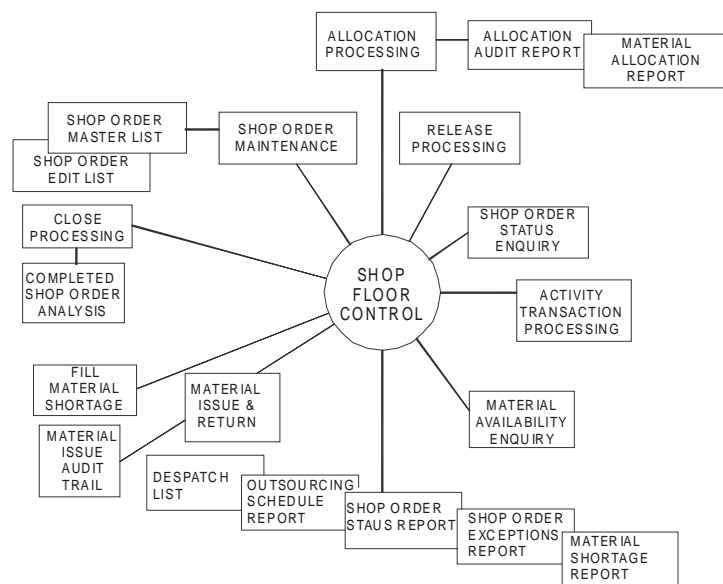 ALLOCATION
PROCESSING
ALLOCATION
AUDIT REPORT
MATERIAL
ALLOCATION
REPORT
SHOP ORDER
MASTER LIST
SHOP ORDER
EDIT LIST
SHOP ORDER
MAINTENANCE
RELEASE
PROCESSING
CLOSE
PROCESSING
COMPLETED
SHOP ORDER
ANALYSIS
SHOP ORDER
STATUS
ENQUIRY
SHOP
FLOOR
CONTROL
ACTIVITY
TRANSACTION
PROCESSING
FILL
MATERIAL
SHORTAGE
MATERIAL
ISSUE &
RETURN
MATERIAL
AVAILABILITY
ENQUIRY
MATERIAL
ISSUE
AUDIT
TRAIL
DESPATCH
LIST
OUTSOURCING
SCHEDULE
REPORT
SHOP ORDER
STAUS REPORT
SHOP ORDER
EXCEPTIONS
REPORT
MATERIAL
SHORTAGE
REPORT